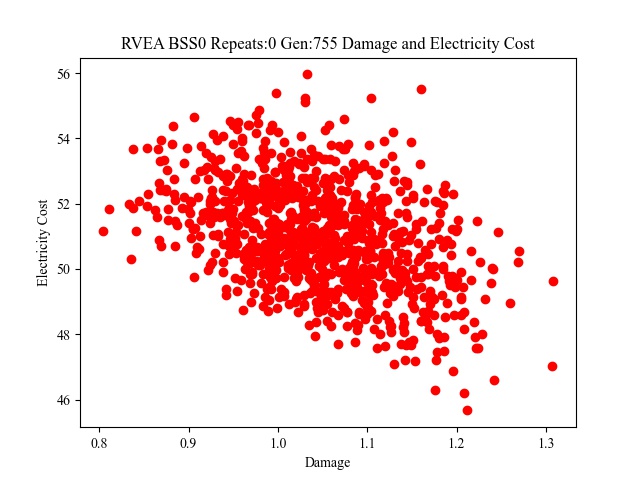 RVEA BSS0 Repeats:0 Gen:755 Damage and Electricity Cost
56
54
52
50
48
46
Electricity Cost
0.8 0.9 1.0 1.1 1.2 1.3
Damage